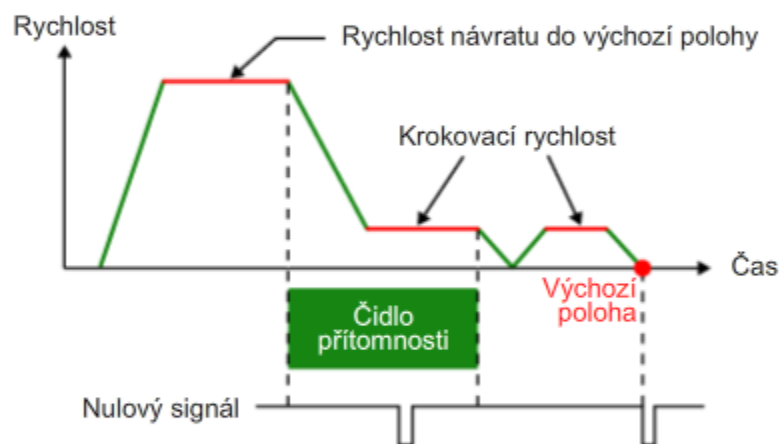 Rychlost
Rychlost návratu do výchozí polohy
Krokovací rychlost
Čas
Výchozí
poloha
Čidlo
přítomnosti
Nulový signál